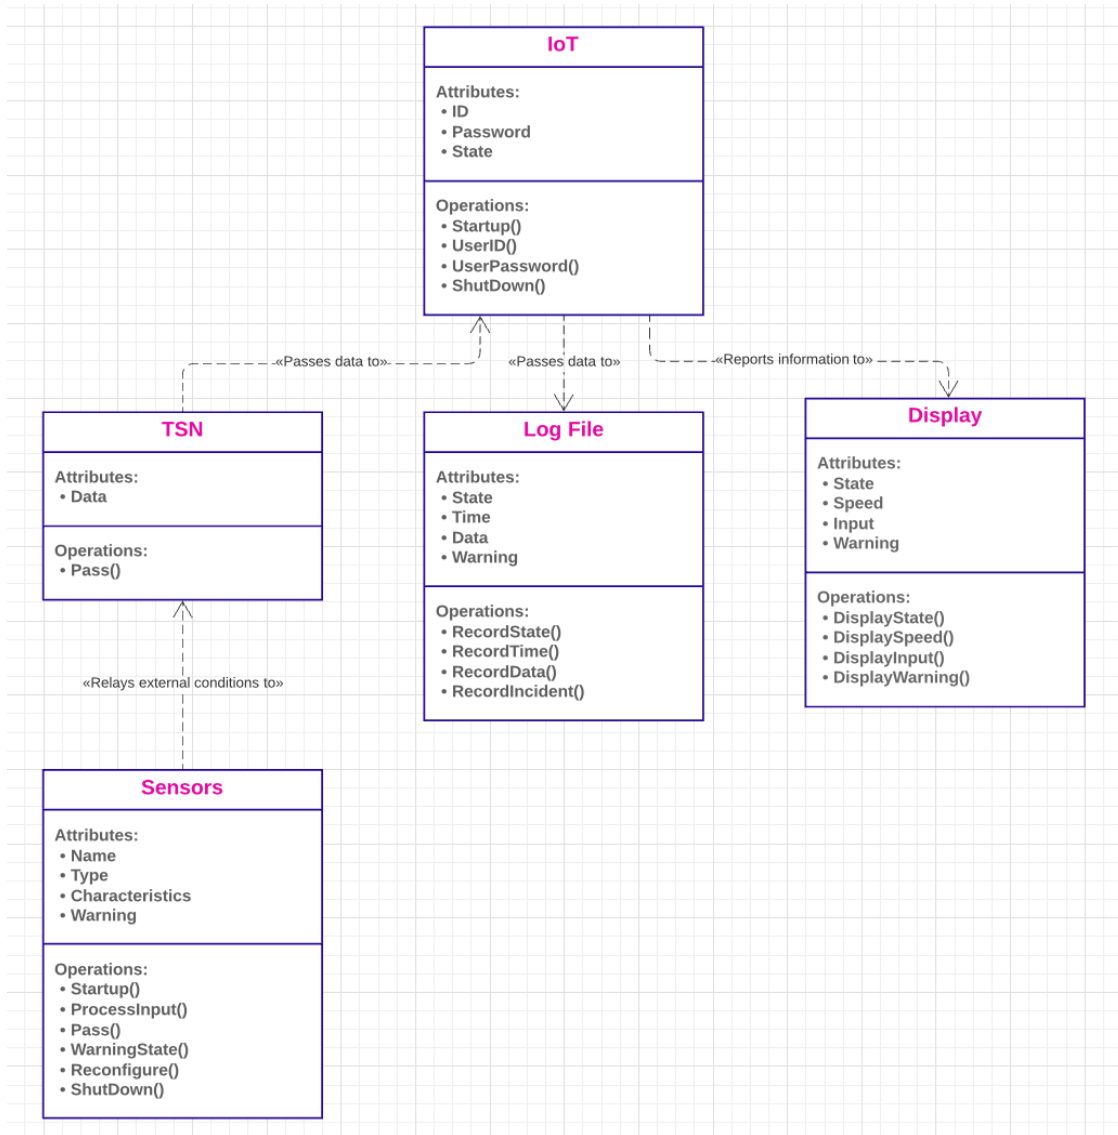 IoT
Attributes:
• ID
• Password
• State
Operations:
• Startup()
• UserID()
• UserPassword()
• ShutDown()
«Passes data to»
«Passes data to»
«Reports information to»
TSN
Attributes:
• Data
Operations:
• Pass()
Log File
Attributes:
• State
• Time
• Data
• Warning
Operations:
• RecordState()
• RecordTime()
• RecordData()
• RecordIncident()
Display
Attributes:
• State
• Speed
• Input
• Warning
Operations:
• DisplayState()
• DisplaySpeed()
• DisplayInput()
• DisplayWarning()
«Relays external conditions to»
Sensors
Attributes:
• Name
• Type
• Characteristics
• Warning
Operations:
• Startup()
• ProcessInput()
• Pass()
• WarningState()
• Reconfigure()
• ShutDown()